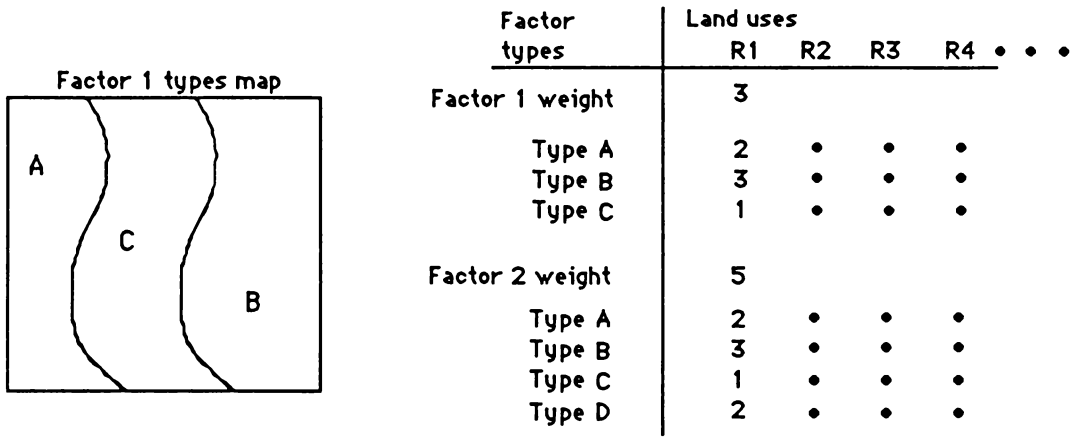 Factor 1 types map
A
C
B
Factor Land uses
types R1 R2 R3 R4 • • •
Factor 1 weight 3
Type A 2 • • •
Type B 3 • • •
Type C 1 • • •
Factor 2 weight 5
Type A 2 • • •
Type B 3 • • •
Type C 1 • • •
Type D 2 • • •